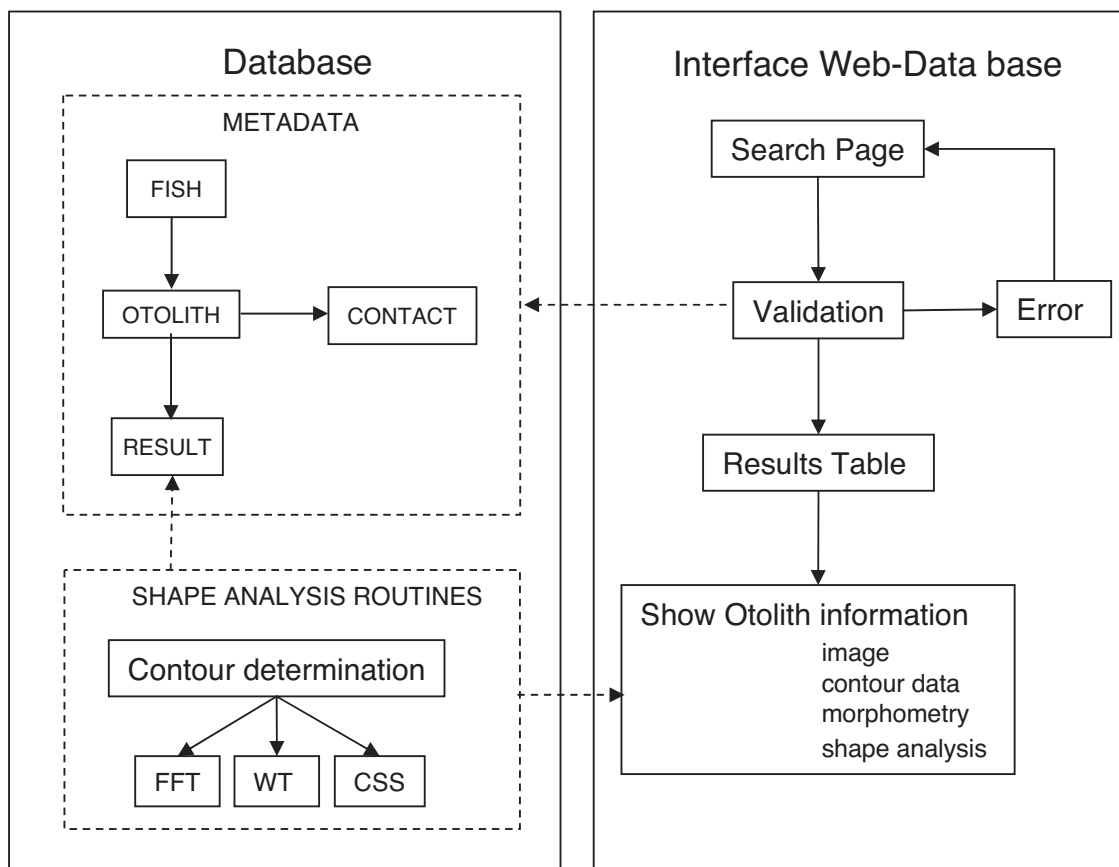 Database
METADATA
FISH
OTOLITH
CONTACT
RESULT
SHAPE ANALYSIS ROUTINES
Contour determination
FFT
WT
CSS
Interface Web-Data base
Search Page
Validation
Error
Results Table
Show Otolith information
image
contour data
morphometry
shape analysis